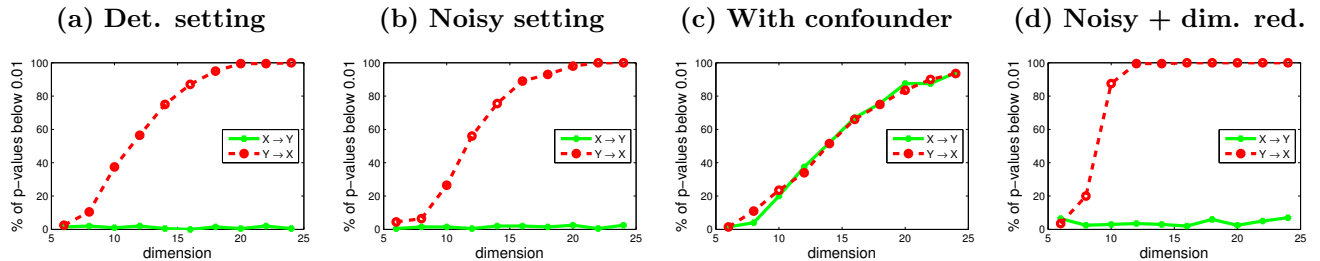 (a) Det. setting
100
80
60
40
20
0
5 10 15 20 25
% of p-values below 0.01
dimension
X → Y
Y → X
(b) Noisy setting
100
80
60
40
20
0
5 10 15 20 25
% of p-values below 0.01
dimension
X → Y
Y → X
(c) With confounder
100
80
60
40
20
0
5 10 15 20 25
% of p-values below 0.01
dimension
X → Y
Y → X
(d) Noisy + dim. red.
100
80
60
40
20
0
5 10 15 20 25
% of p-values below 0.01
dimension
X → Y
Y → X